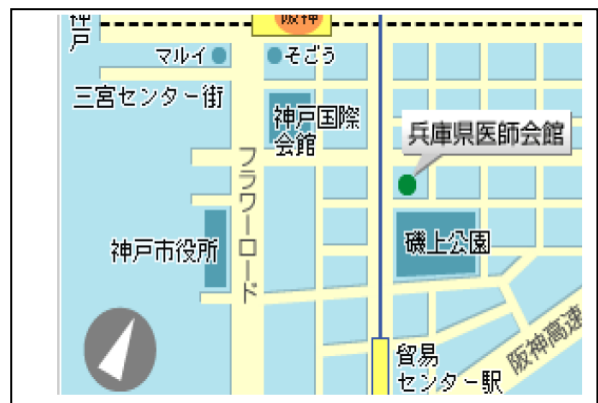 神戸
阪神
マルイ
そごう
三宮センター街
神戸国際
会館
兵庫県医師会館
フラワーロード
神戸市役所
磯上公園
貿易
センター駅
阪神高速